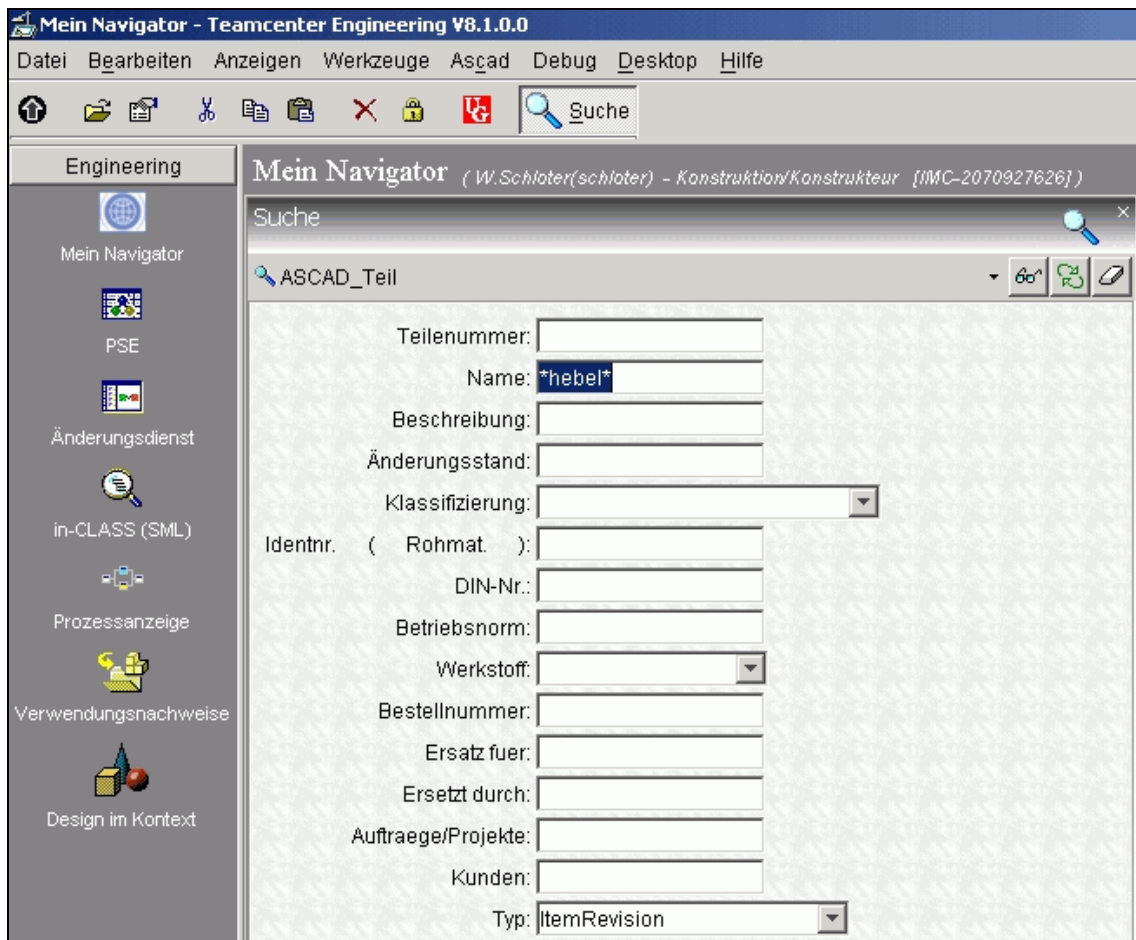 Mein Navigator - Teamcenter Engineering V8.1.0.0
Datei Bearbeiten Anzeigen Werkzeuge Ascad Debug Desktop Hilfe
UG Suche
Engineering
Mein Navigator ( W.Schloter(schloter) - Konstruktion/Konstrukteur [IMC-2070927626] )
Suche
Mein Navigator
ASCAD_Teil
PSE
Änderungsdienst
in-CLASS (SML)
Prozessanzeige
Verwendungsnachweise
Design im Kontext
Teilenummer:
Name: *hebel*
Beschreibung:
Änderungsstand:
Klassifizierung:
Identnr. ( Rohmat. ):
DIN-Nr.:
Betriebsnorm:
Werkstoff:
Bestellnummer:
Ersatz fuer:
Ersetzt durch:
Auftraege/Projekte:
Kunden:
Typ: ItemRevision